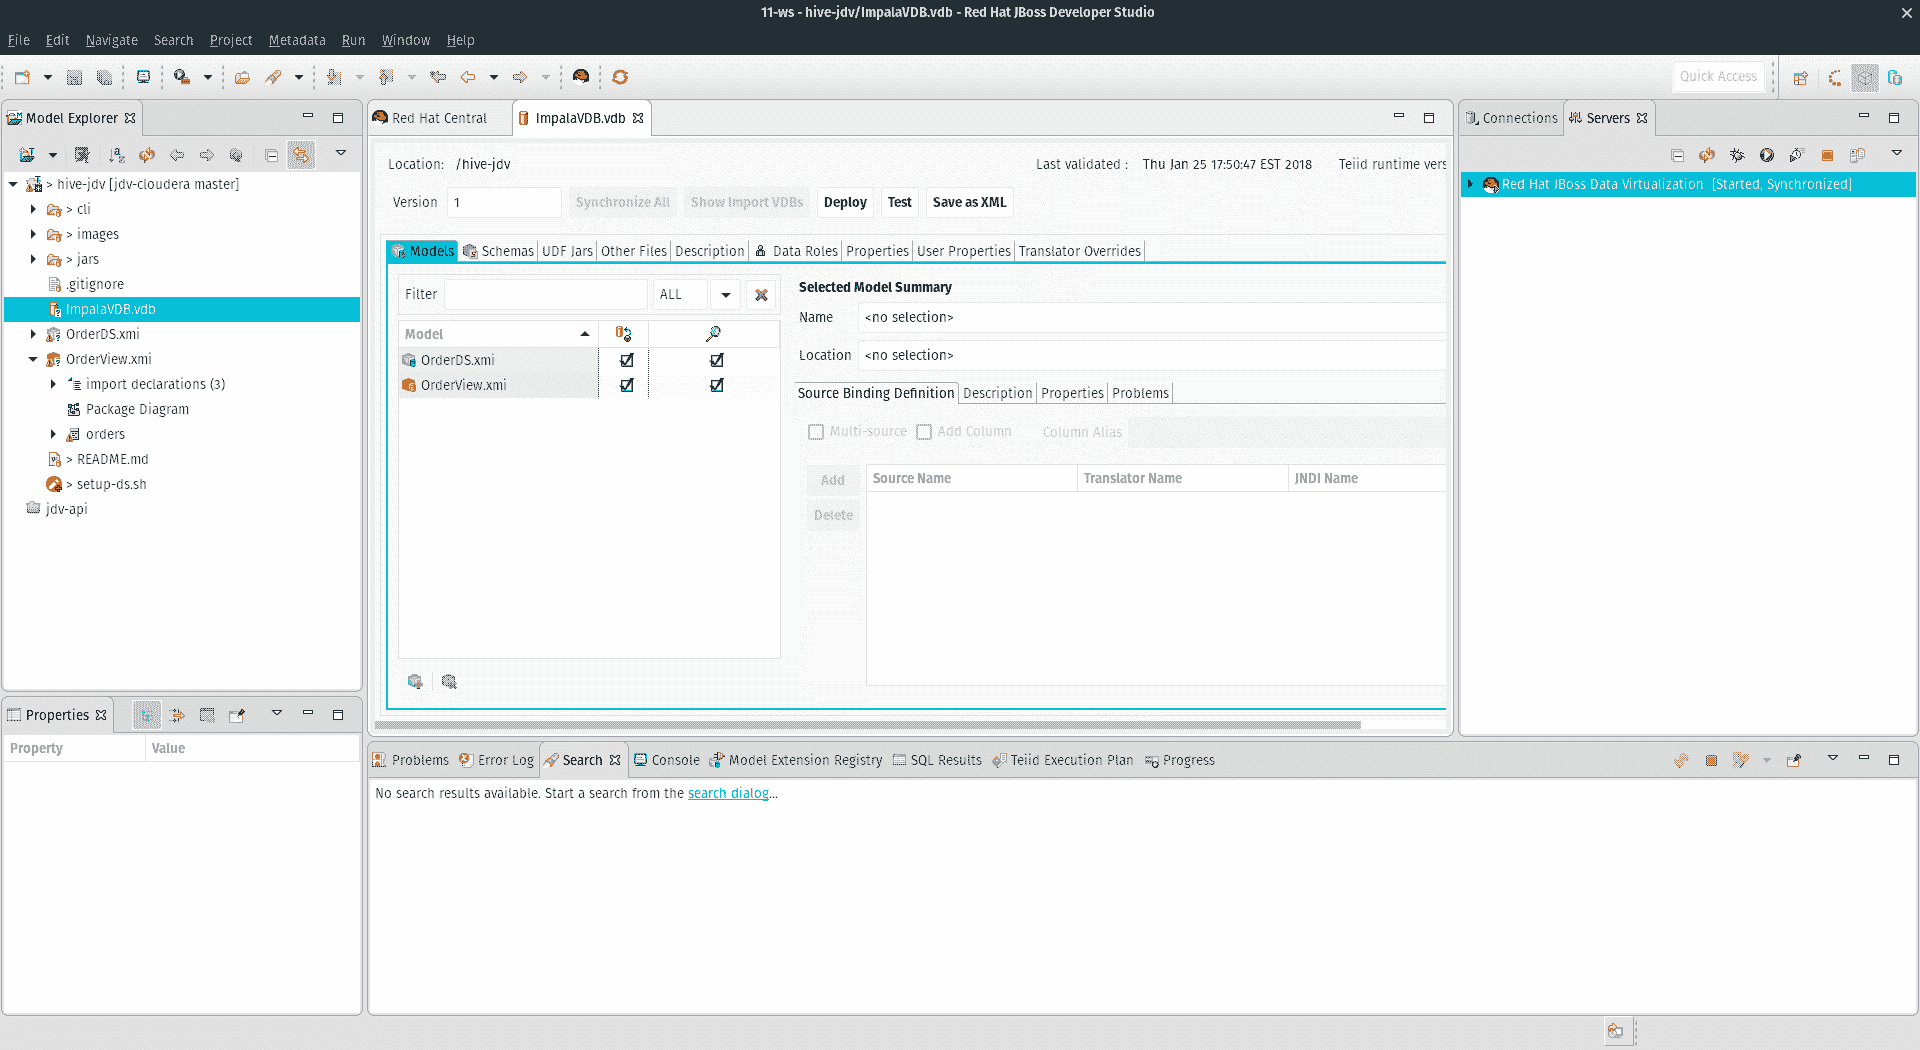 11-ws - hive-jdv/ImpalaVDB.vdb - Red Hat JBoss Developer Studio
File Edit Navigate Search Project Metadata Run Window Help
Quick Access
Model Explorer
> hive-jdv [jdv-cloudera master]
> cli
> images
> jars
.gitignore
ImpalaVDB.vdb
OrderDS.xmi
OrderView.xmi
import declarations (3)
Package Diagram
orders
> README.md
> setup-ds.sh
jdv-api
Properties
Property Value
Red Hat Central ImpalaVDB.vdb
Location: /hive-jdv Last validated : Thu Jan 25 17:50:47 EST 2018 Teiid runtime vers
Version 1 Synchronize All Show Import VDBs Deploy Test Save as XML
Models Schemas UDF Jars Other Files Description Data Roles Properties User Properties Translator Overrides
Filter ALL
Model
OrderDS.xmi
OrderView.xmi
Selected Model Summary
Name <no selection>
Location <no selection>
Source Binding Definition Description Properties Problems
Multi-source Add Column Column Alias
Add
Delete
Source Name Translator Name JNDI Name
Connections Servers
Red Hat JBoss Data Virtualization [Started, Synchronized]
Problems Error Log Search Console Model Extension Registry SQL Results Teiid Execution Plan Progress
No search results available. Start a search from the search dialog...